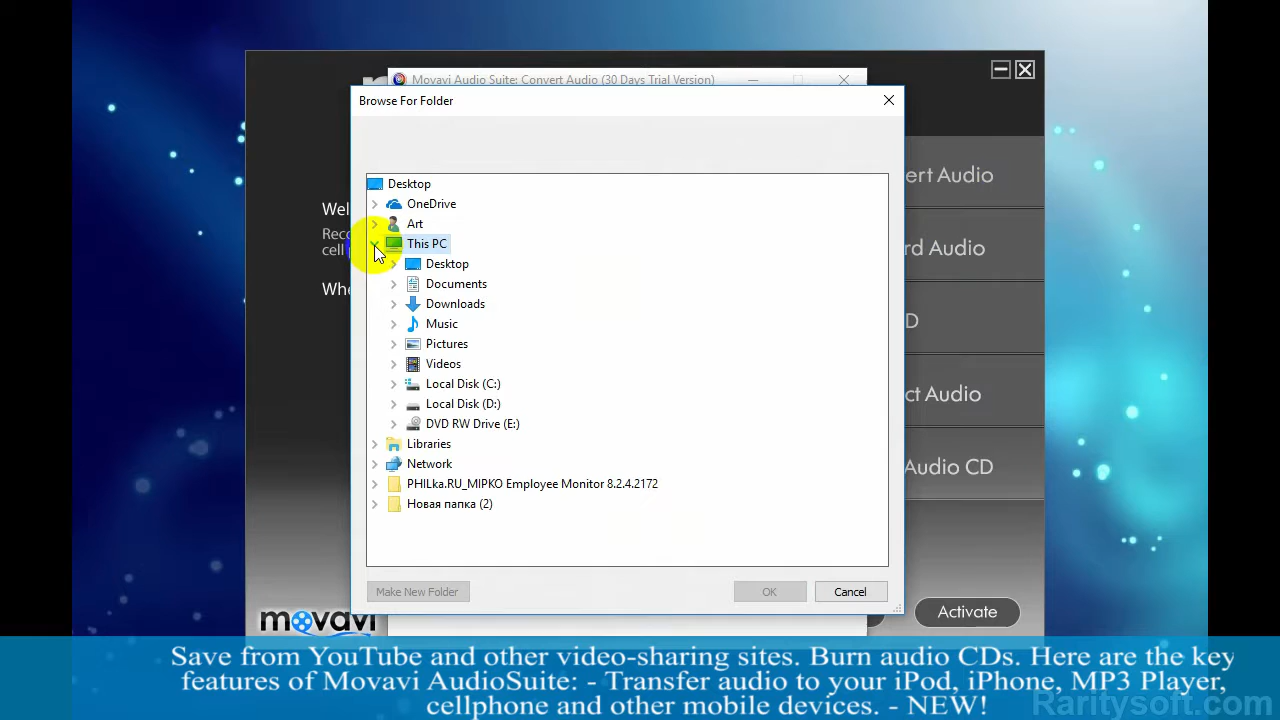 Movavi Audio Suite: Convert Audio (30 Days Trial Version)
Browse For Folder
Desktop
OneDrive
Art
This PC
Desktop
Documents
Downloads
Music
Pictures
Videos
Local Disk (C:)
Local Disk (D:)
DVD RW Drive (E:)
Libraries
Network
PHILka.RU_MIPKO Employee Monitor 8.2.4.2172
Новая папка (2)
Make New Folder
OK
Cancel
Wel
Reco
cell
Whe
ert Audio
rd Audio
D
ct Audio
Audio CD
movavi
Activate
Save from YouTube and other video-sharing sites. Burn audio CDs. Here are the key
features of Movavi AudioSuite: - Transfer audio to your iPod, iPhone, MP3 Player,
cellphone and other mobile devices. - NEW!
Raritysoft.com